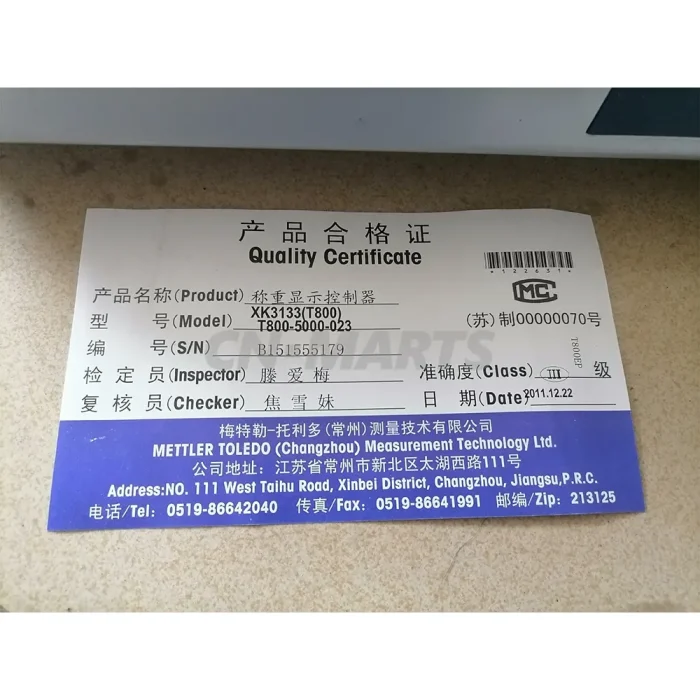 产品合格证
Quality Certificate
*122637*
产品名称(Product) 称重显示控制器
MC
型 号(Model) XK3133(T800)
T800-5000-023
(苏)制00000070号
编 号(S/N) B151555179
CNSMARTS
T800EP
检定员(Inspector) 滕爱梅
准确度(Class) III 级
复核员(Checker) 焦雪妹
日 期(Date) 2011.12.22
梅特勒-托利多(常州)测量技术有限公司
METTLER TOLEDO (Changzhou) Measurement Technology Ltd.
公司地址: 江苏省常州市新北区太湖西路111号
Address:NO. 111 West Taihu Road, Xinbei District, Changzhou, Jiangsu,P.R.C.
电话/Tel: 0519-86642040 传真/Fax: 0519-86641991 邮编/Zip: 213125